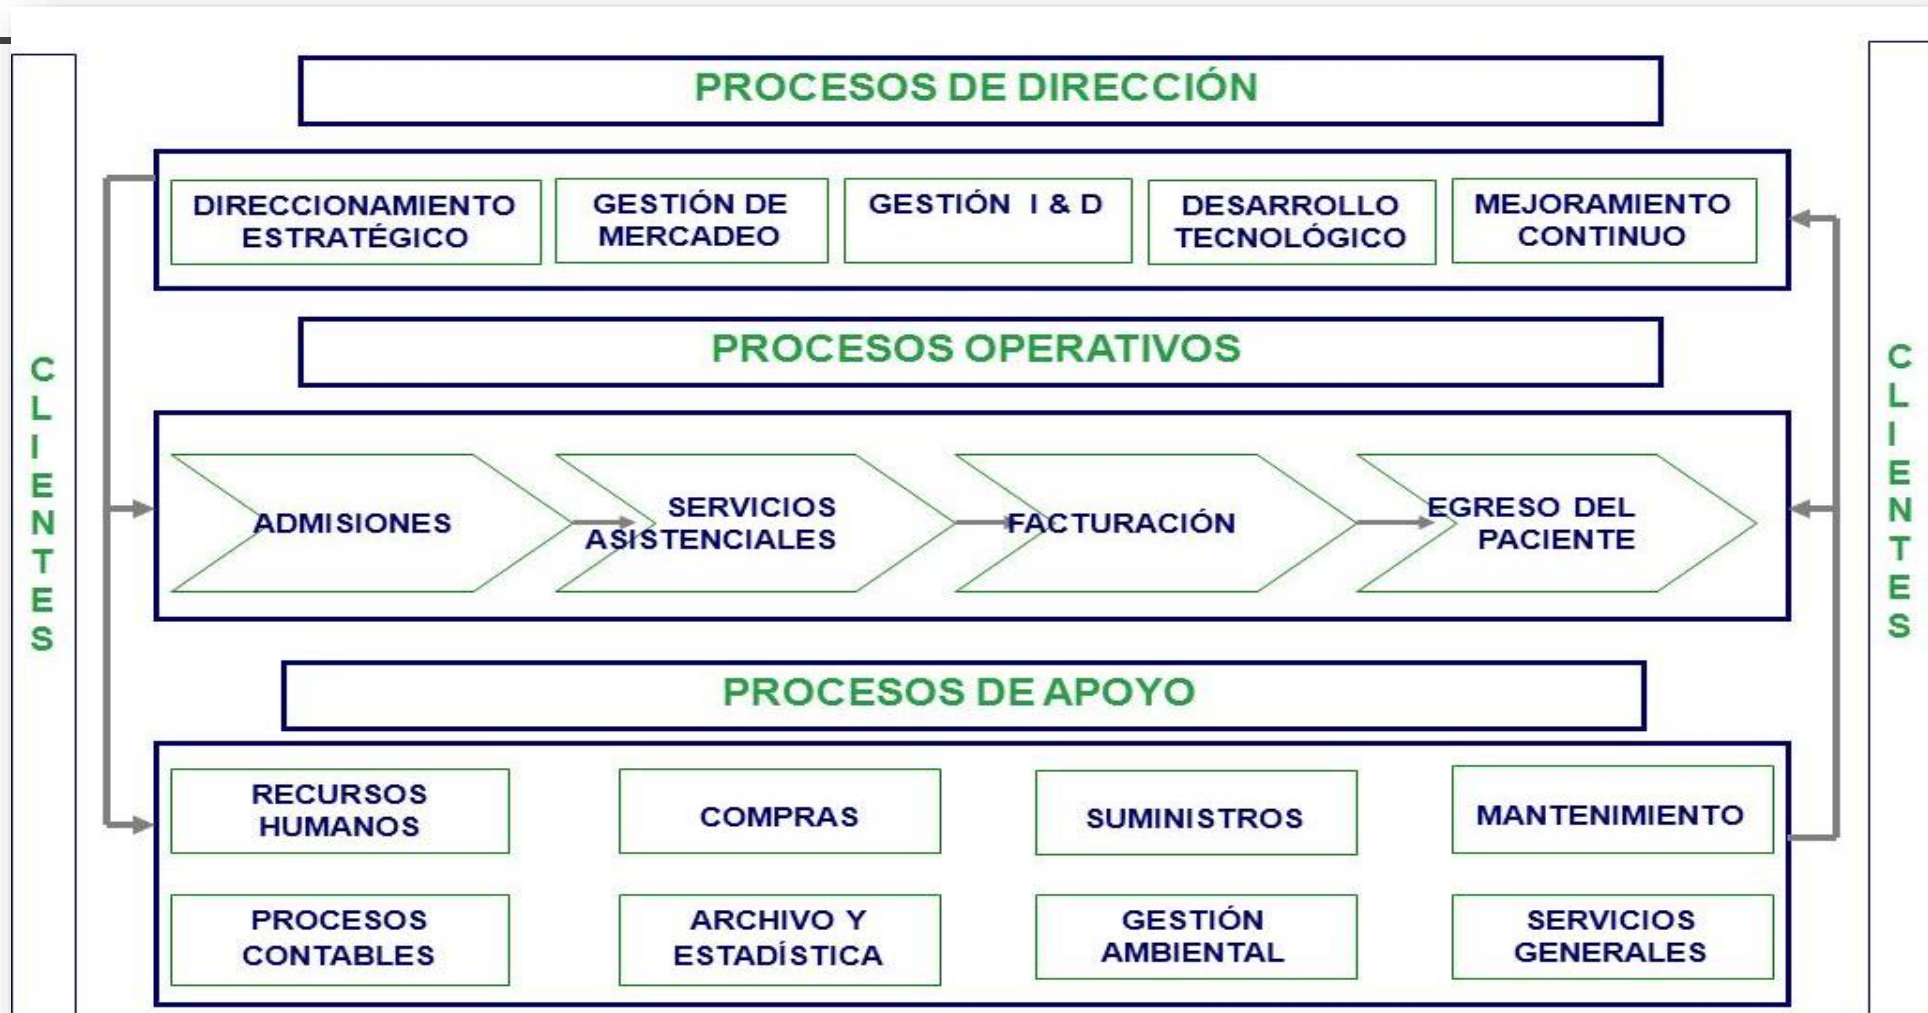 PROCESOS DE DIRECCIÓN
DIRECCIONAMIENTO
ESTRATÉGICO
GESTIÓN DE
MERCADEO
GESTIÓN I & D
DESARROLLO
TECNOLÓGICO
MEJORAMIENTO
CONTINUO
PROCESOS OPERATIVOS
CLIENTES
ADMISIONES
SERVICIOS
ASISTENCIALES
FACTURACIÓN
EGRESO DEL
PACIENTE
CLIENTES
PROCESOS DE APOYO
RECURSOS
HUMANOS
COMPRAS
SUMINISTROS
MANTENIMIENTO
PROCESOS
CONTABLES
ARCHIVO Y
ESTADÍSTICA
GESTIÓN
AMBIENTAL
SERVICIOS
GENERALES